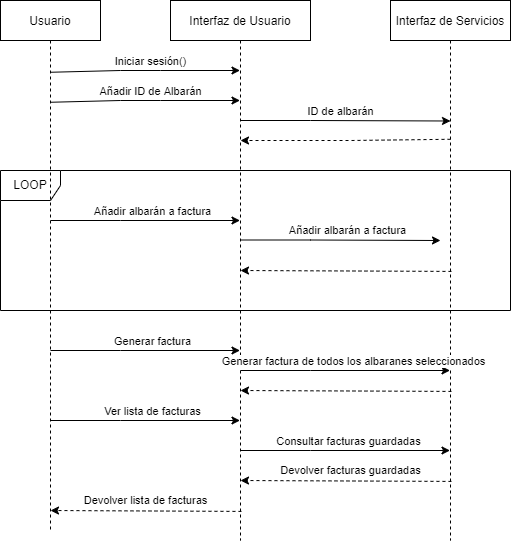 Usuario
Interfaz de Usuario
Interfaz de Servicios
Iniciar sesión()
Añadir ID de Albarán
ID de albarán
LOOP
Añadir albarán a factura
Añadir albarán a factura
Generar factura
Generar factura de todos los albaranes seleccionados
Ver lista de facturas
Consultar facturas guardadas
Devolver facturas guardadas
Devolver lista de facturas